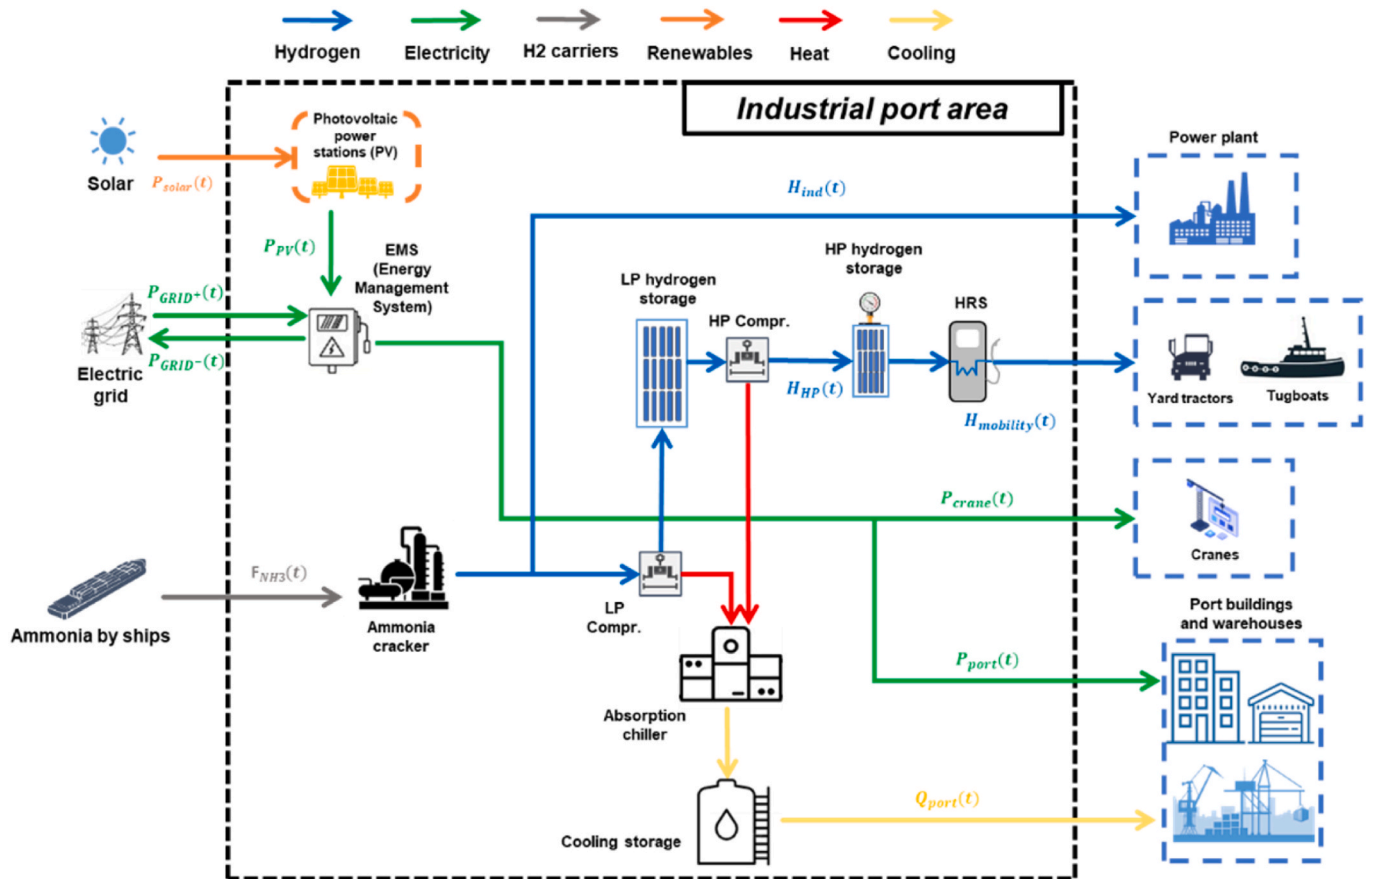 Hydrogen
Electricity
H2 carriers
Renewables
Heat
Cooling
Industrial port area
Photovoltaic
power
stations (PV)
Solar
P_solar(t)
P_PV(t)
EMS
(Energy
Management
System)
P_GRID+(t)
P_GRID-(t)
Electric
grid
H_ind(t)
Power plant
LP hydrogen
storage
HP Compr.
HP hydrogen
storage
HRS
H_HP(t)
H_mobility(t)
Yard tractors
Tugboats
P_crane(t)
Cranes
F_NH3(t)
Ammonia by ships
Ammonia
cracker
LP
Compr.
Port buildings
and warehouses
P_port(t)
Absorption
chiller
Q_port(t)
Cooling storage